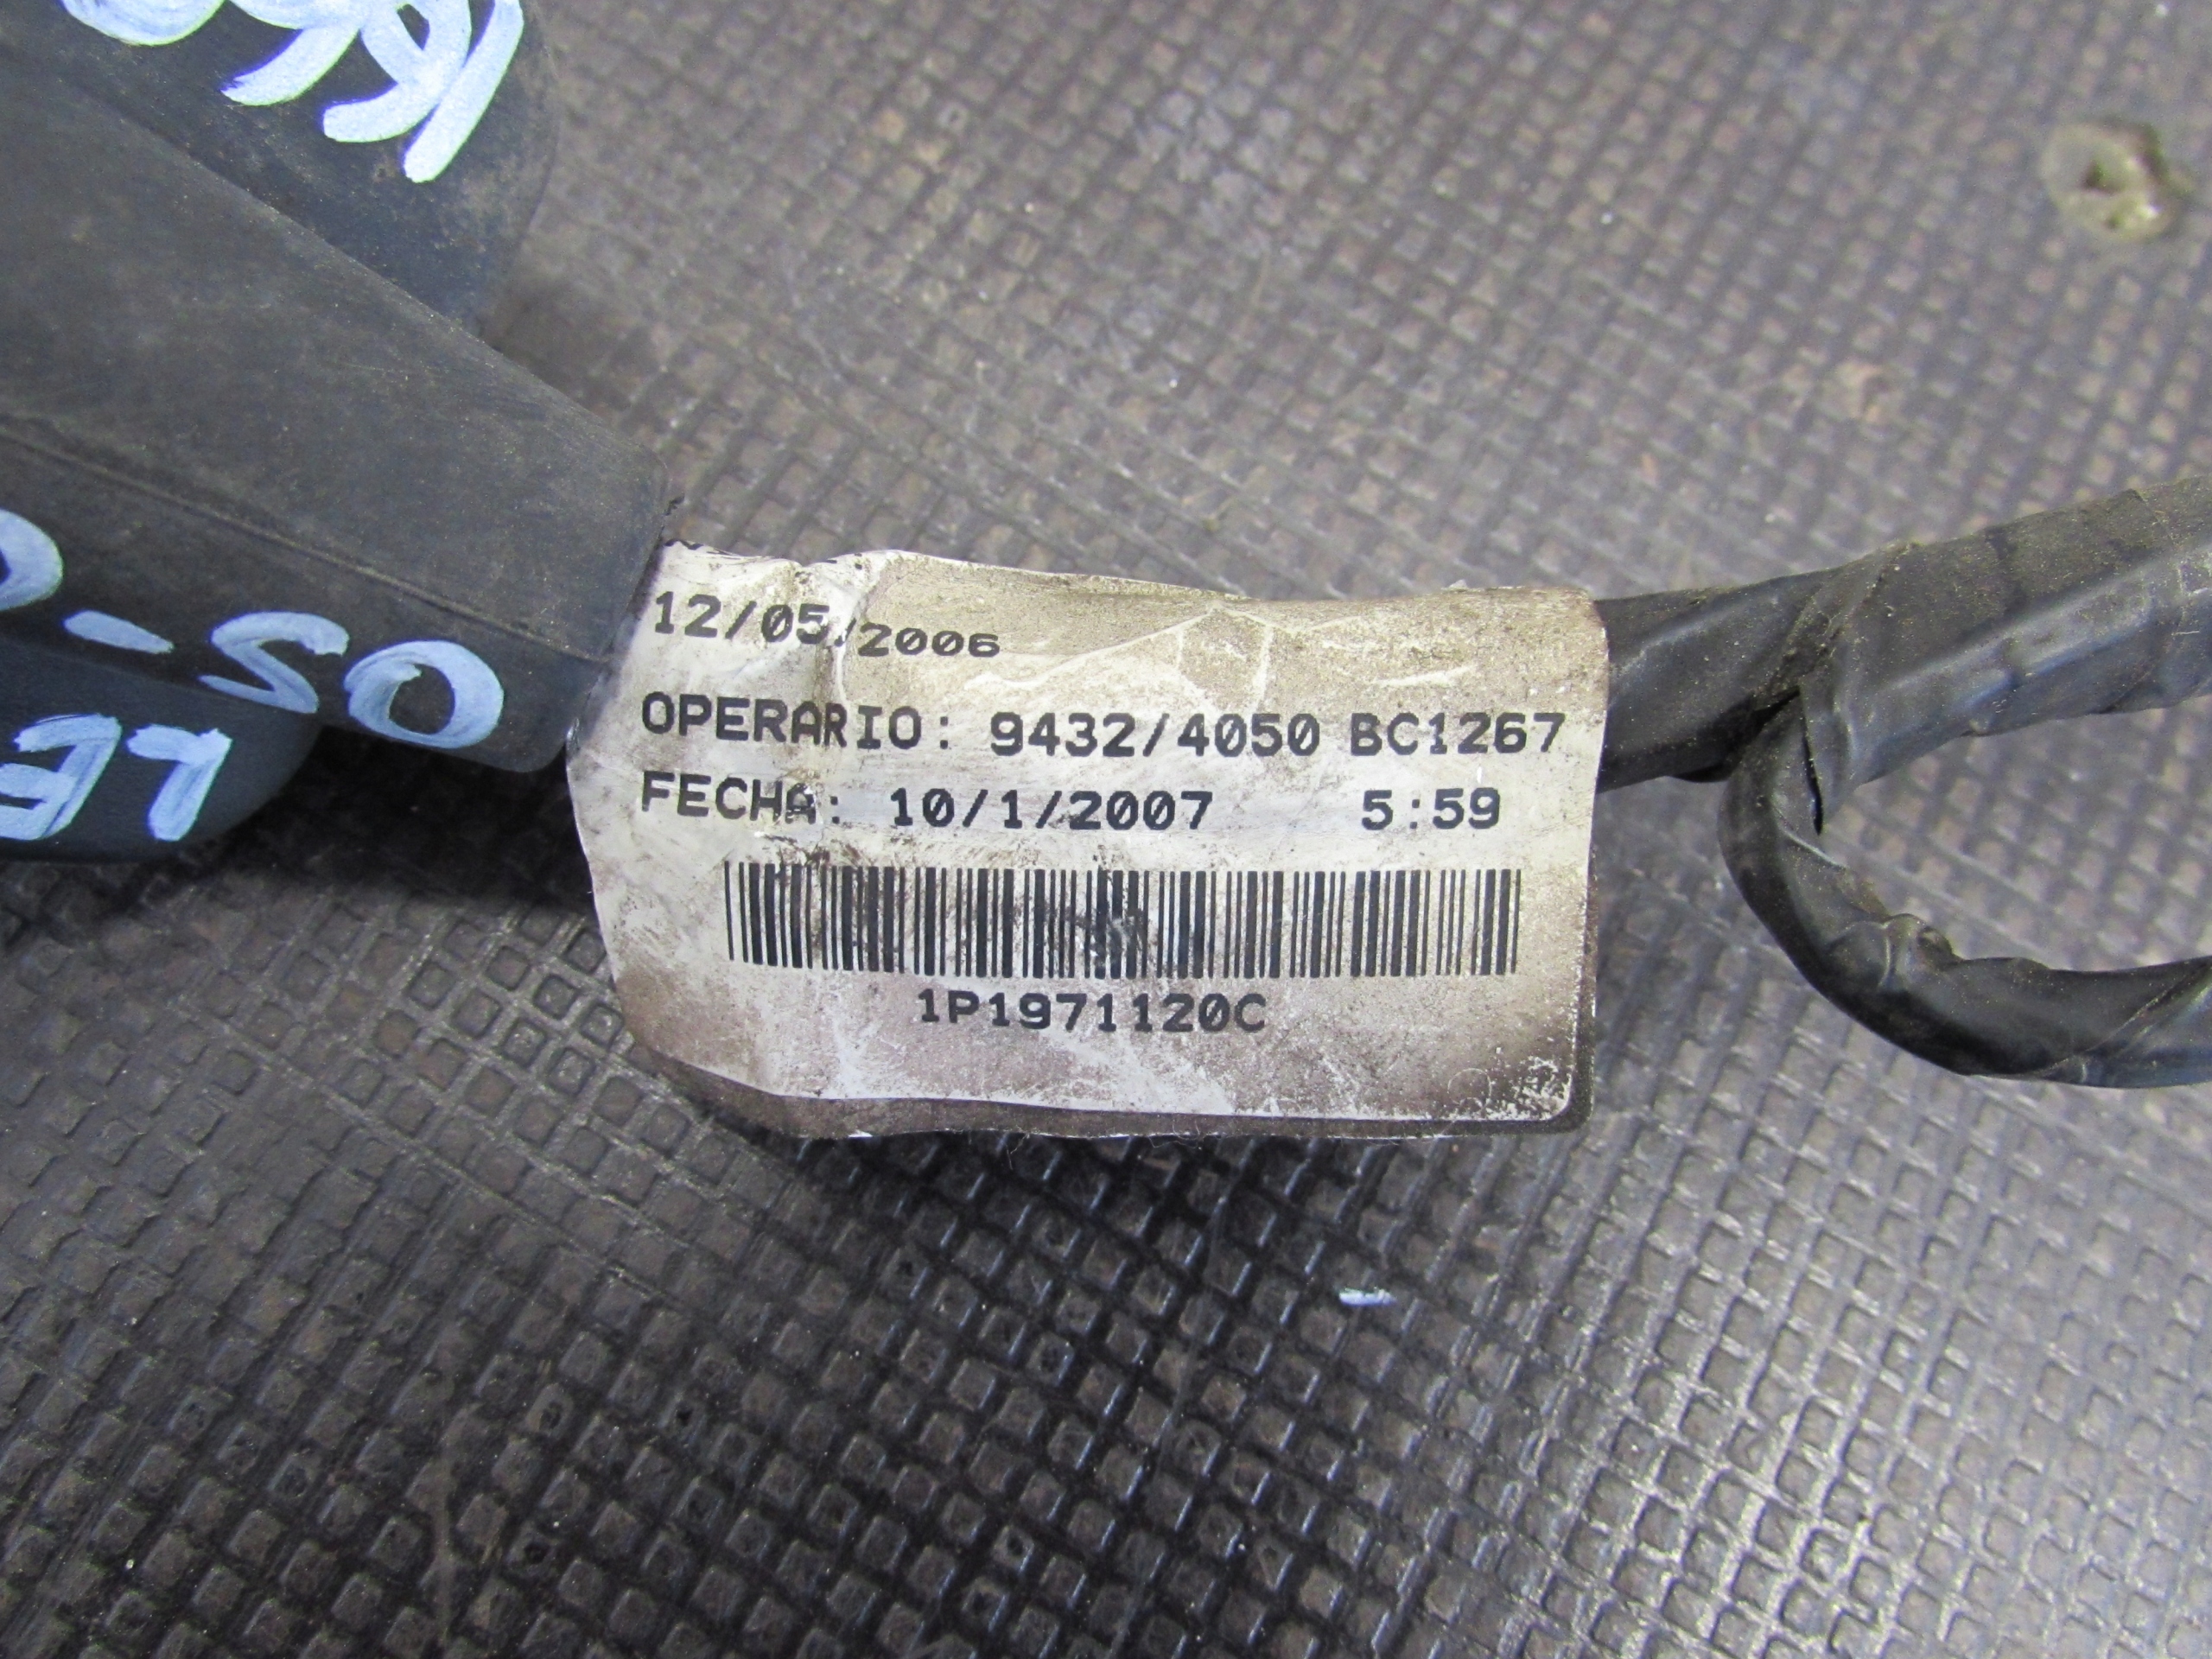 12/05/2006
OPERARIO: 9432/4050 BC1267
FECHA: 10/1/2007 5:59
1P1971120C